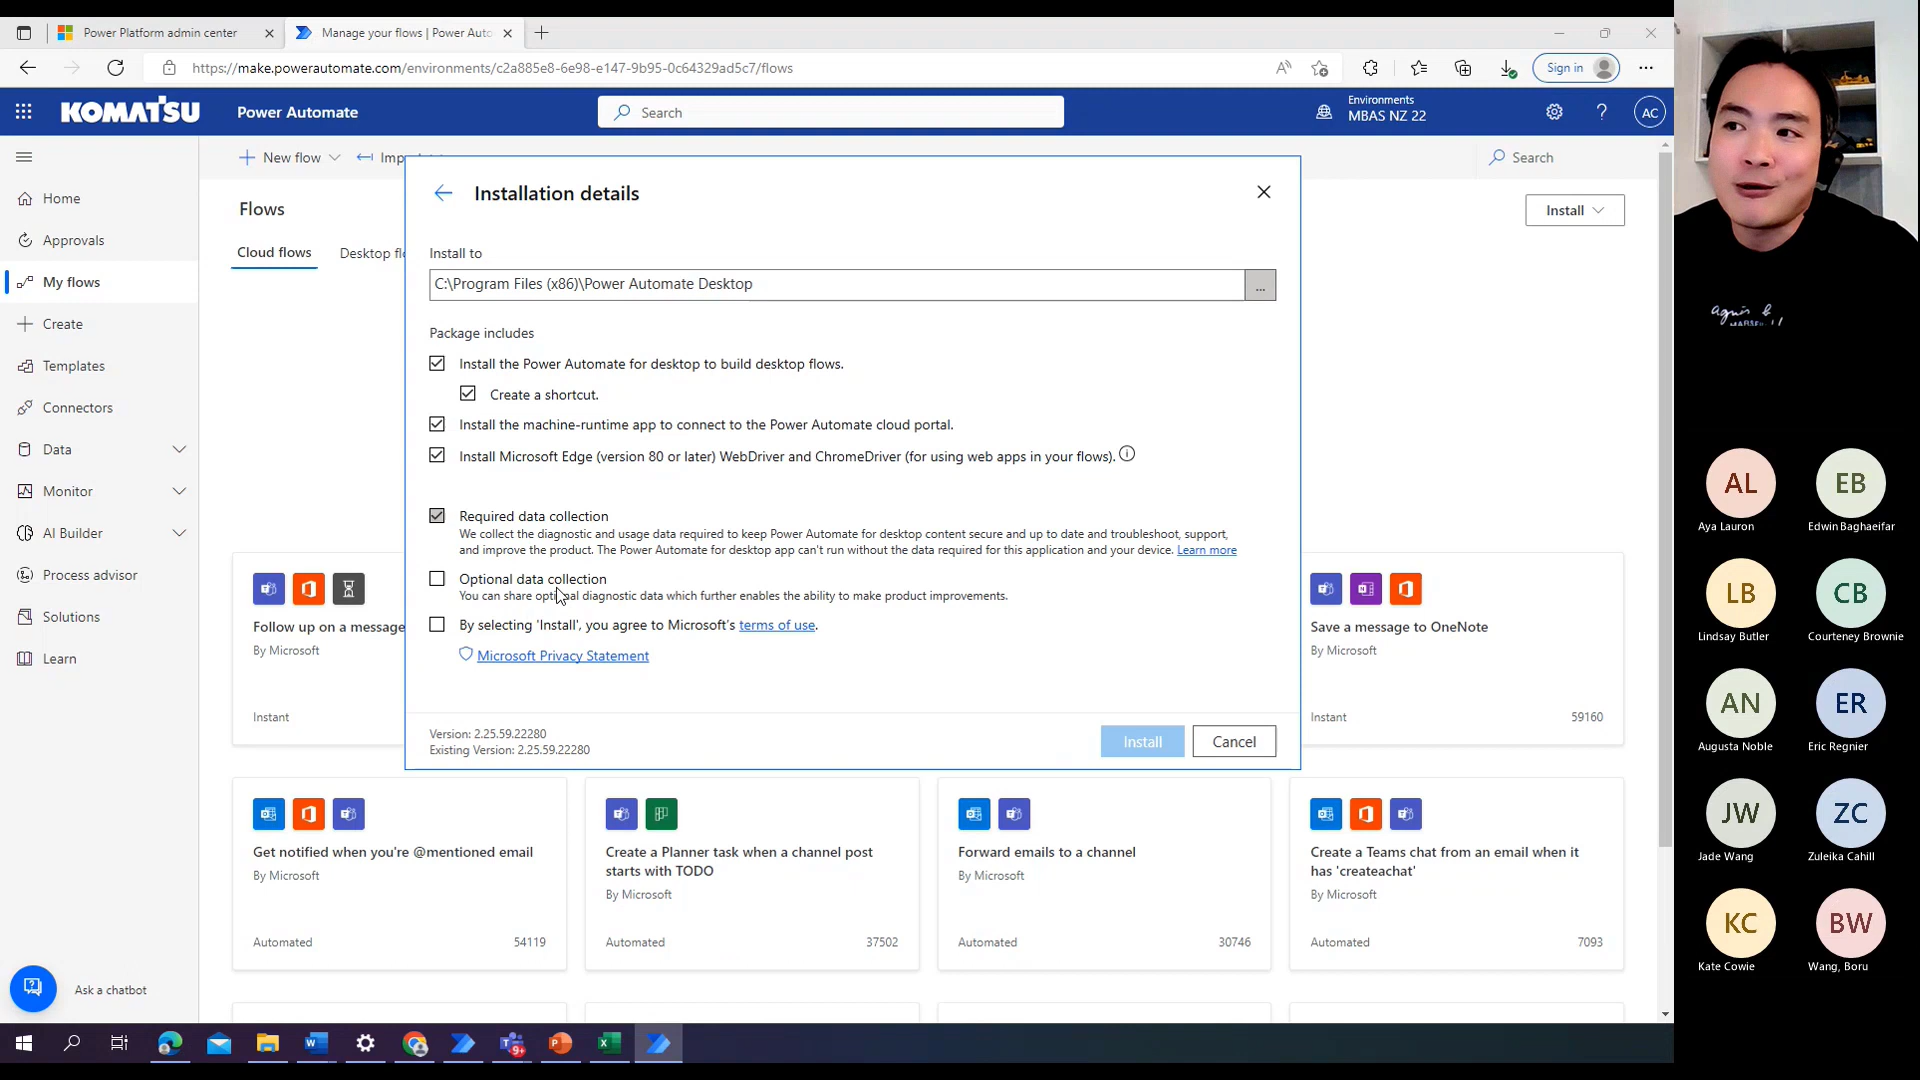 Power Platform admin center
Manage your flows | Power Auto
https://make.powerautomate.com/environments/c2a885e8-6e98-e147-9b95-0c64329ad5c7/flows
Sign in
KOMATSU
Power Automate
Search
Environments
MBAS NZ 22
AC
New flow
Search
Home
Approvals
My flows
Create
Templates
Connectors
Data
Monitor
AI Builder
Process advisor
Solutions
Learn
Ask a chatbot
Flows
Install
Cloud flows
Desktop flo
Installation details
Install to
C:\Program Files (x86)\Power Automate Desktop
...
Package includes
Install the Power Automate for desktop to build desktop flows.
Create a shortcut.
Install the machine-runtime app to connect to the Power Automate cloud portal.
Install Microsoft Edge (version 80 or later) WebDriver and ChromeDriver (for using web apps in your flows).
Required data collection
We collect the diagnostic and usage data required to keep Power Automate for desktop content secure and up to date and troubleshoot, support,
and improve the product. The Power Automate for desktop app can't run without the data required for this application and your device. Learn more
Optional data collection
You can share optional diagnostic data which further enables the ability to make product improvements.
By selecting 'Install', you agree to Microsoft's terms of use.
Microsoft Privacy Statement
Version: 2.25.59.22280
Existing Version: 2.25.59.22280
Install
Cancel
Follow up on a message
By Microsoft
Instant
Save a message to OneNote
By Microsoft
Instant
59160
Get notified when you're @mentioned email
By Microsoft
Automated
54119
Create a Planner task when a channel post
starts with TODO
By Microsoft
Automated
37502
Forward emails to a channel
By Microsoft
Automated
30746
Create a Teams chat from an email when it
has 'createachat'
By Microsoft
Automated
7093
agnès b
AL
Aya Lauron
EB
Edwin Baghaeifar
LB
Lindsay Butler
CB
Courteney Brownie
AN
Augusta Noble
ER
Eric Regnier
JW
Jade Wang
ZC
Zuleika Cahill
KC
Kate Cowie
BW
Wang, Boru